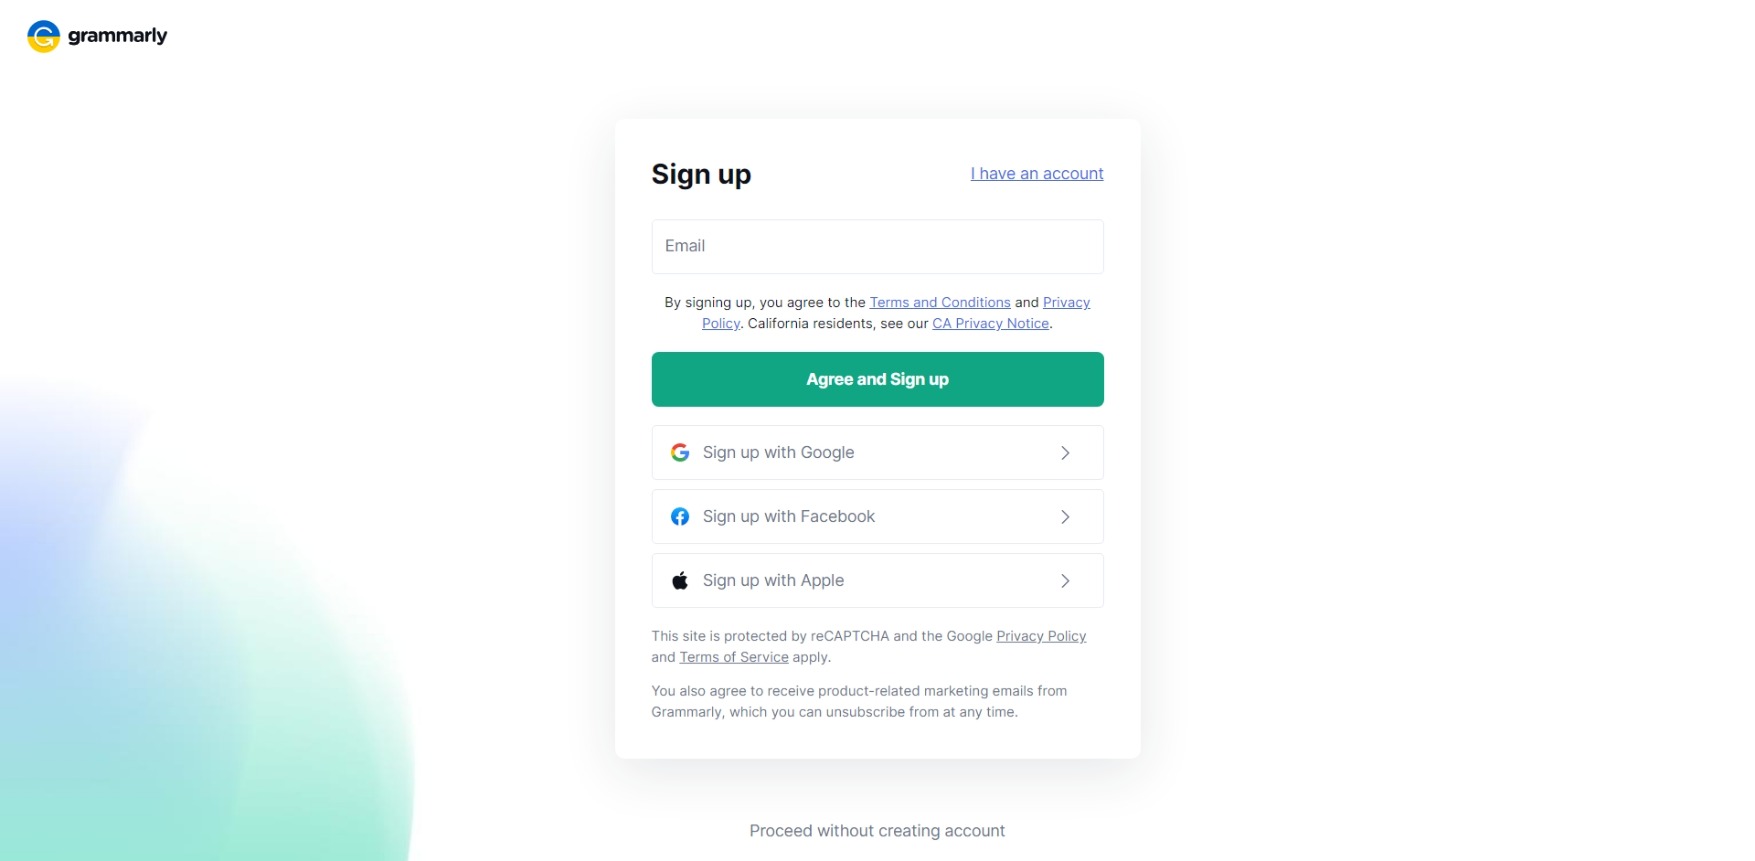 grammarly
Sign up
I have an account
Email
By signing up, you agree to the Terms and Conditions and Privacy
Policy. California residents, see our CA Privacy Notice.
Agree and Sign up
Sign up with Google
Sign up with Facebook
Sign up with Apple
This site is protected by reCAPTCHA and the Google Privacy Policy
and Terms of Service apply.
You also agree to receive product-related marketing emails from
Grammarly, which you can unsubscribe from at any time.
Proceed without creating account